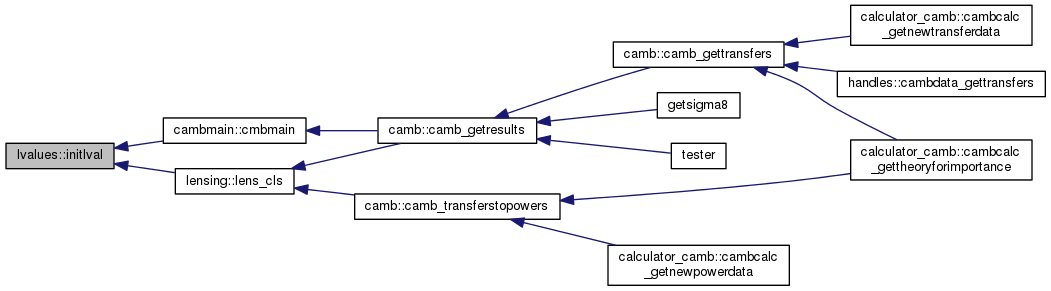 lvalues::initlval
cambmain::cmbmain
lensing::lens_cls
camb::camb_getresults
camb::camb_transferstopowers
camb::camb_gettransfers
getsigma8
tester
calculator_camb::cambcalc
_getnewpowerdata
calculator_camb::cambcalc
_getnewtransferdata
handles::cambdata_gettransfers
calculator_camb::cambcalc
_gettheoryforimportance